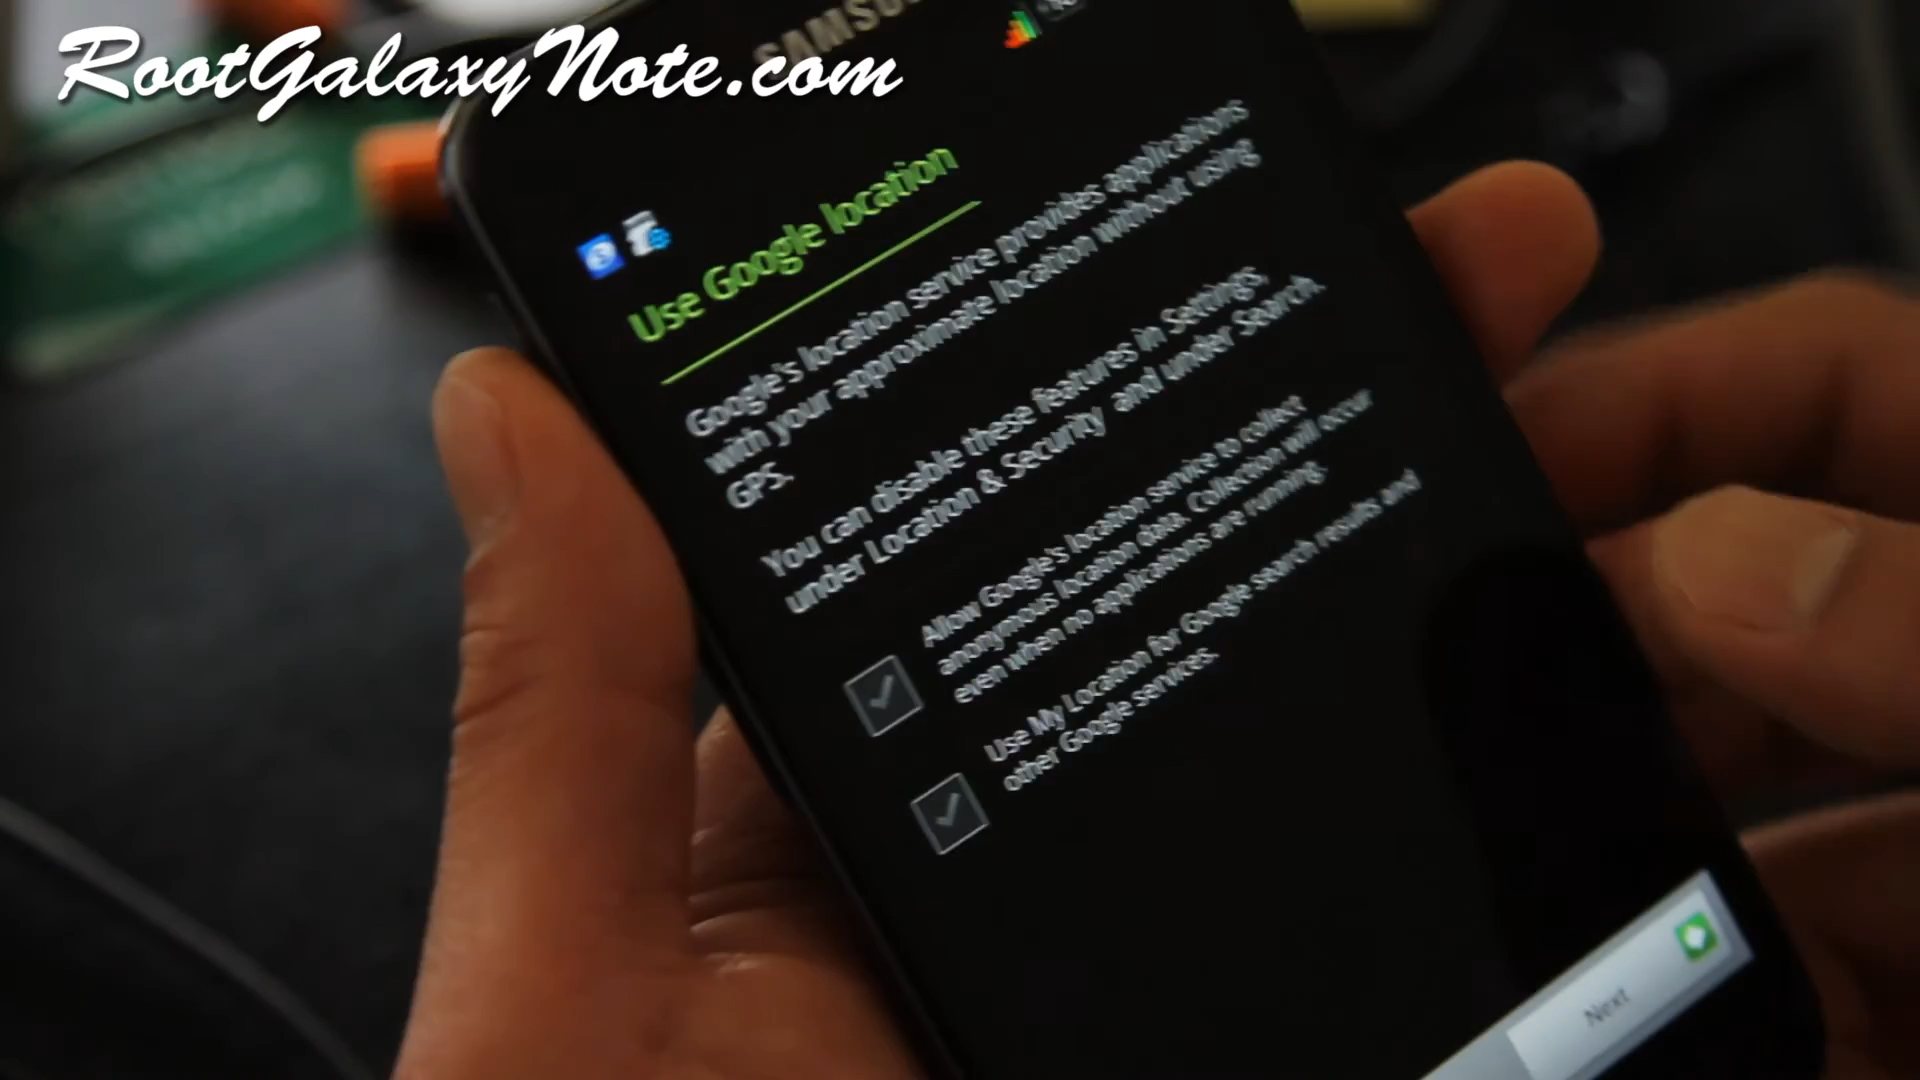 RootGalaxyNote.com
SAMSU
Use Google location
Google's location service provides applications
with your approximate location without using
GPS.
You can disable these features in Settings,
under Location & Security and under Search.
Allow Google's location service to collect
anonymous location data. Collection will occur
even when no applications are running.
Use My Location for Google search results and
other Google services.
Next